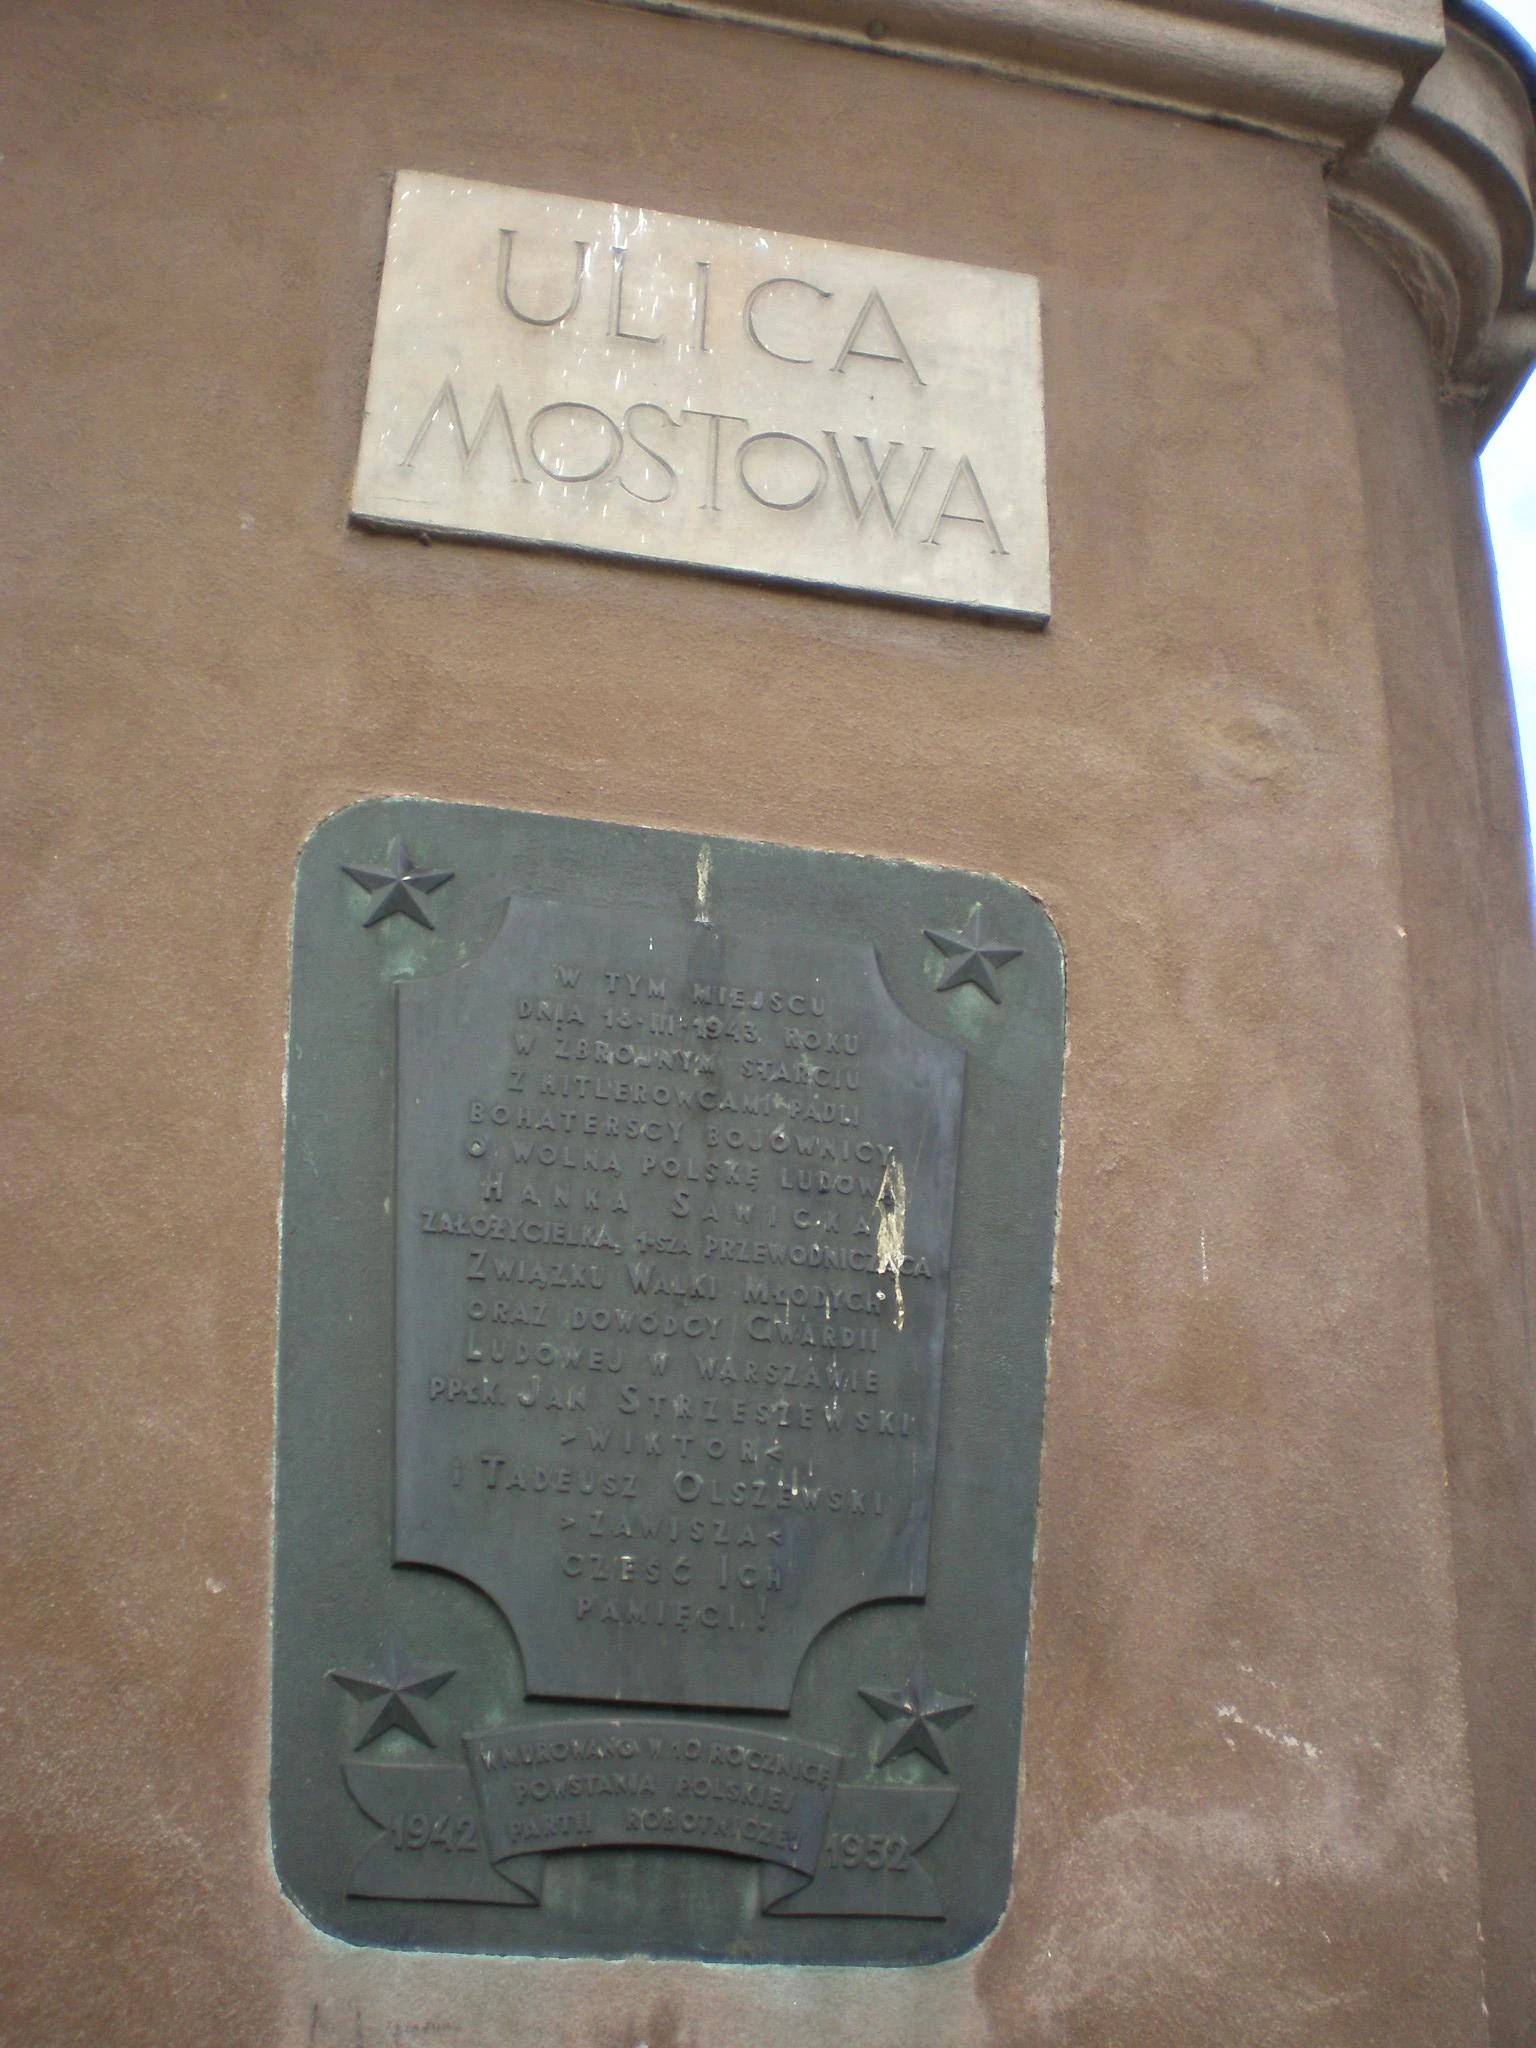 ULICA
MOSTOWA
W TYM MIEJSCU
DNIA 18·III·1943 ROKU
W ZBROJNYM STARCIU
Z HITLEROWCAMI PADLI
BOHATERSCY BOJOWNICY
O WOLNĄ POLSKĘ LUDOWĄ
HANKA SAWICKA
ZAŁOŻYCIELKA, 1-SZA PRZEWODNICZĄCA
ZWIĄZKU WALKI MŁODYCH
ORAZ DOWÓDCY GWARDII
LUDOWEJ W WARSZAWIE
PPŁK. JAN STRZESZEWSKI
>WIKTOR<
i TADEUSZ OLSZEWSKI
>ZAWISZA<
CZEŚĆ ICH
PAMIĘCI!
WMUROWANO W 10 ROCZNICĘ
POWSTANIA POLSKIEJ
PARTII ROBOTNICZEJ
1942 1952